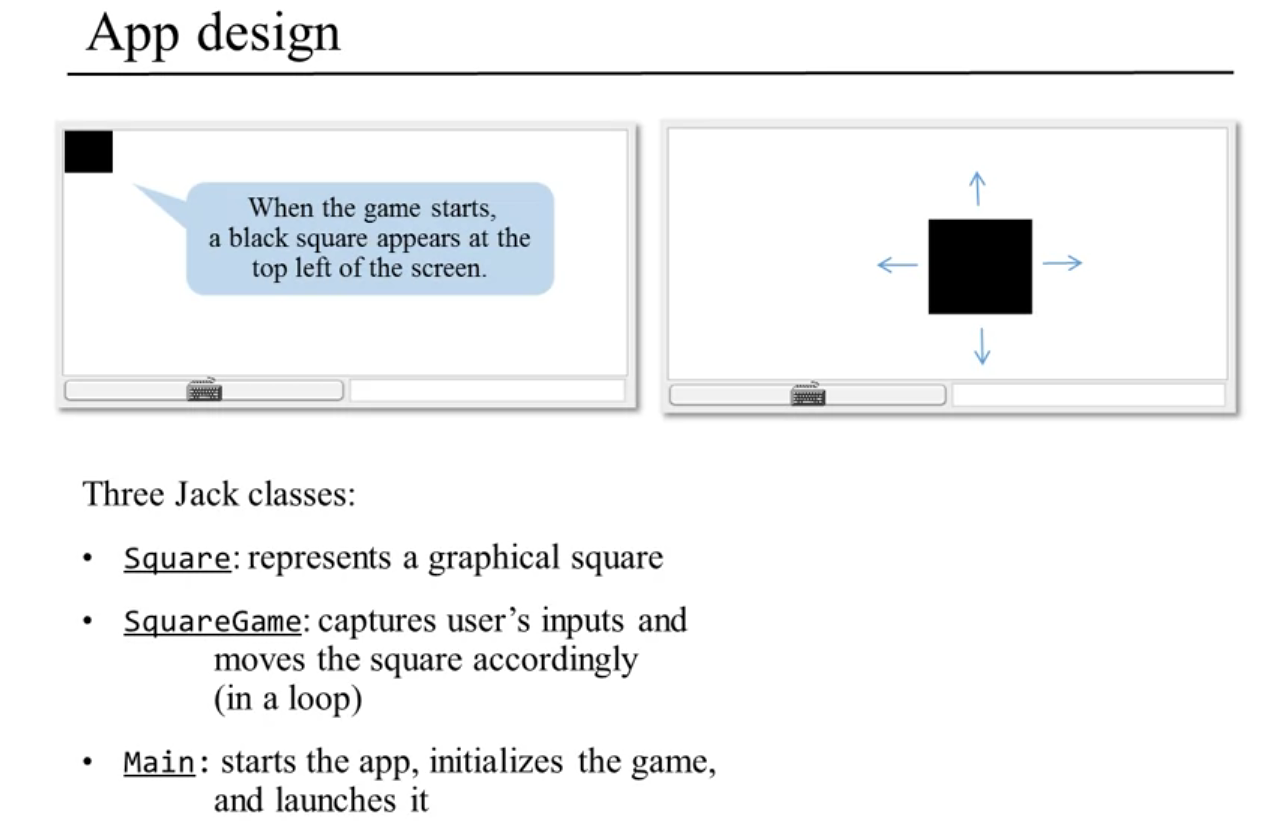 App design
When the game starts,
a black square appears at the
top left of the screen.
Three Jack classes:
• Square: represents a graphical square
• SquareGame: captures user’s inputs and
moves the square accordingly
(in a loop)
• Main: starts the app, initializes the game,
and launches it